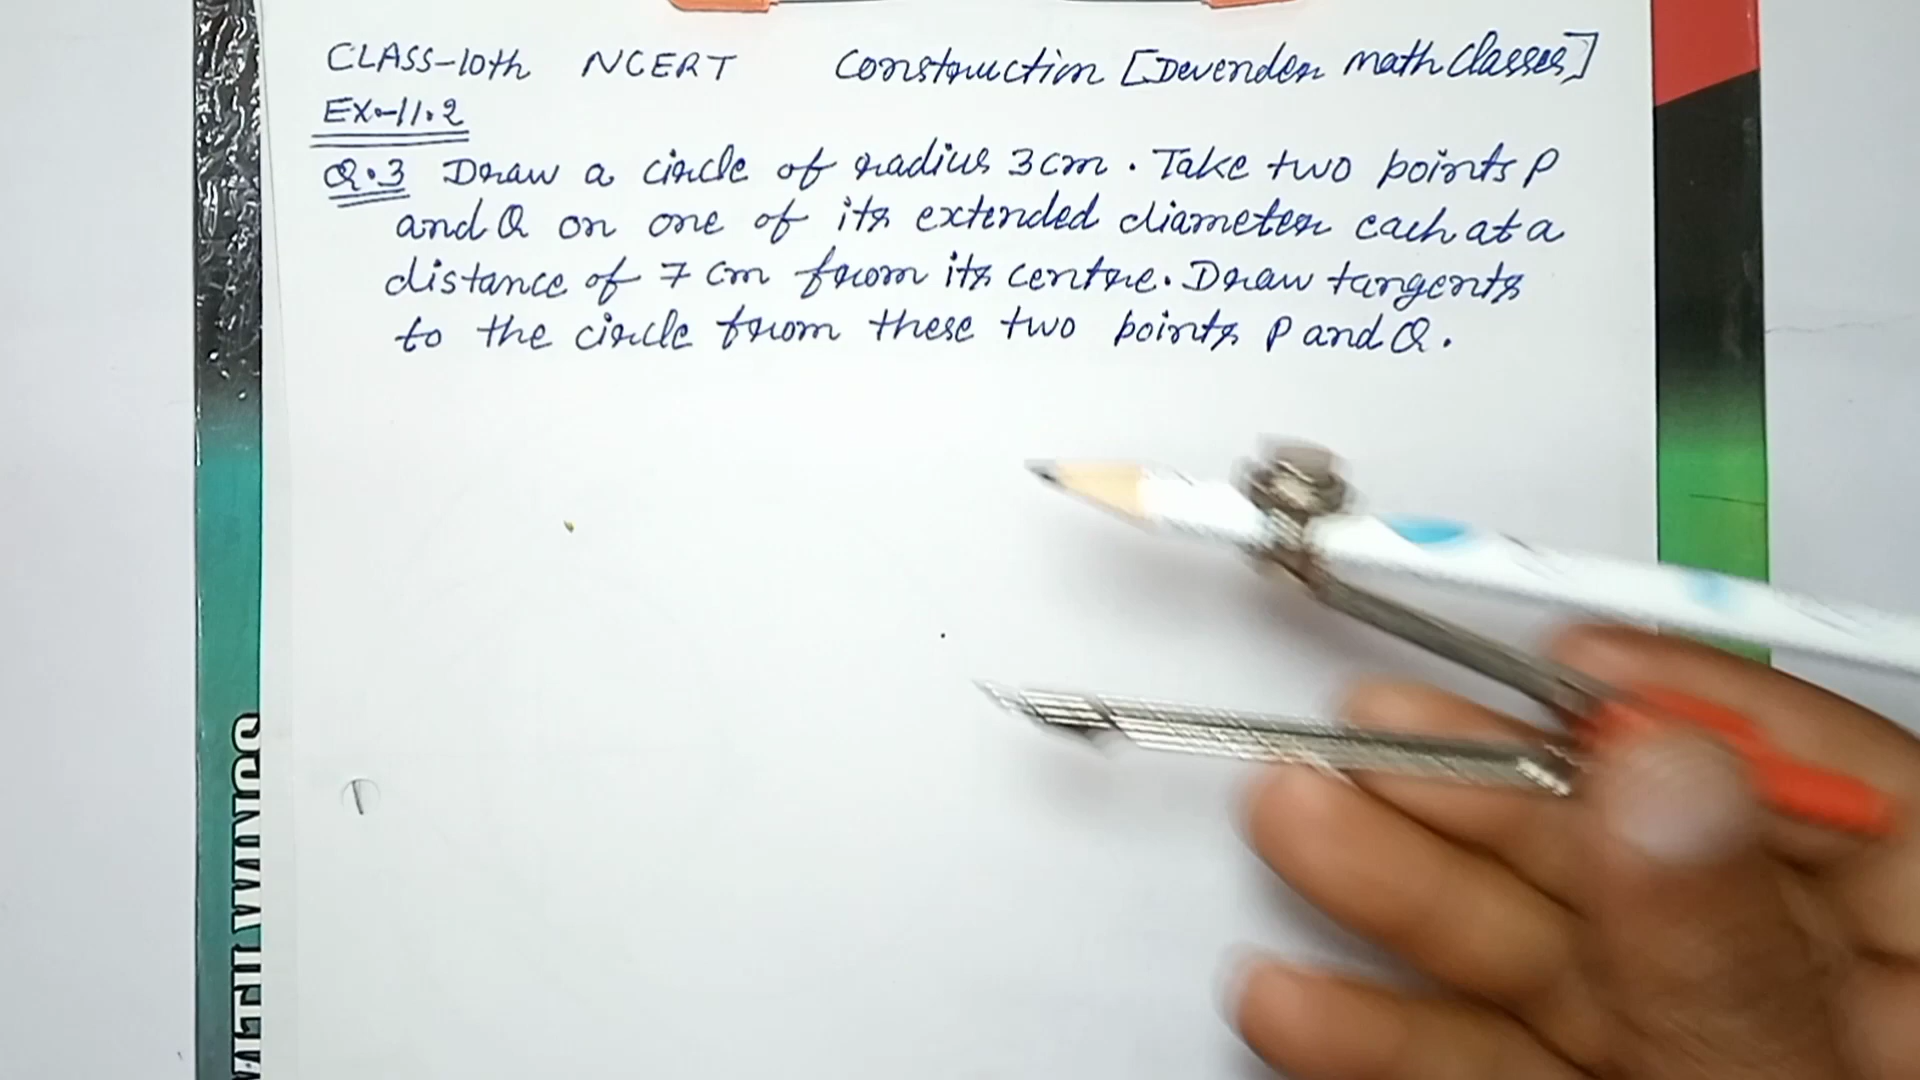 CLASS-10th NCERT Construction [Devender math Classes]
EX.-11.2
Q.3 Draw a circle of radius 3 cm. Take two points P
and Q on one of its extended diameter each at a
distance of 7 cm from its centre. Draw tangents
to the circle from these two points P and Q.